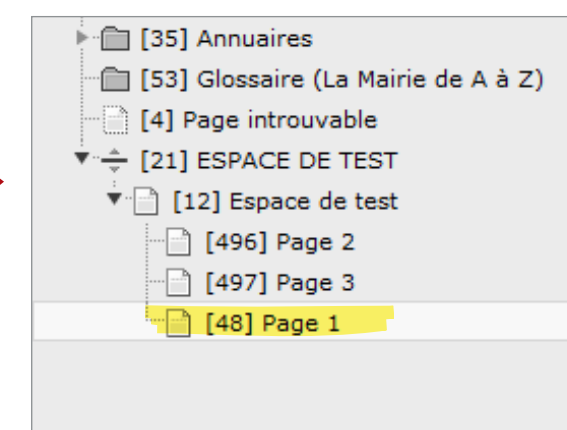 [35] Annuaires
[53] Glossaire (La Mairie de A à Z)
[4] Page introuvable
[21] ESPACE DE TEST
[12] Espace de test
[496] Page 2
[497] Page 3
[48] Page 1